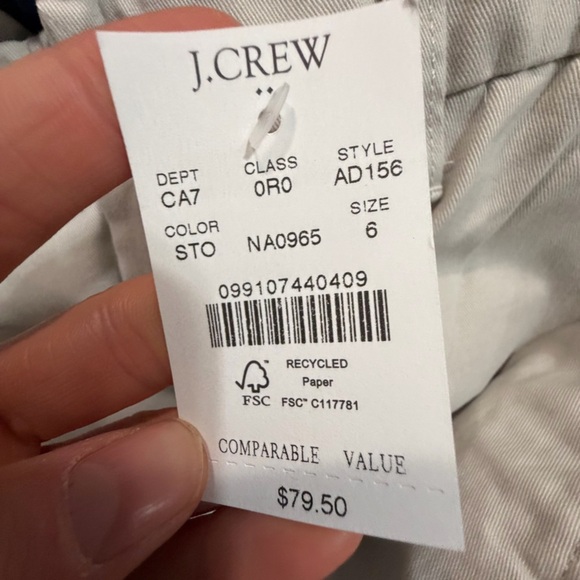 J.CREW
DEPT CLASS STYLE
CA7 0R0 AD156
COLOR SIZE
STO NA0965 6
099107440409
RECYCLED
Paper
FSC FSC™ C117781
COMPARABLE VALUE
$79.50